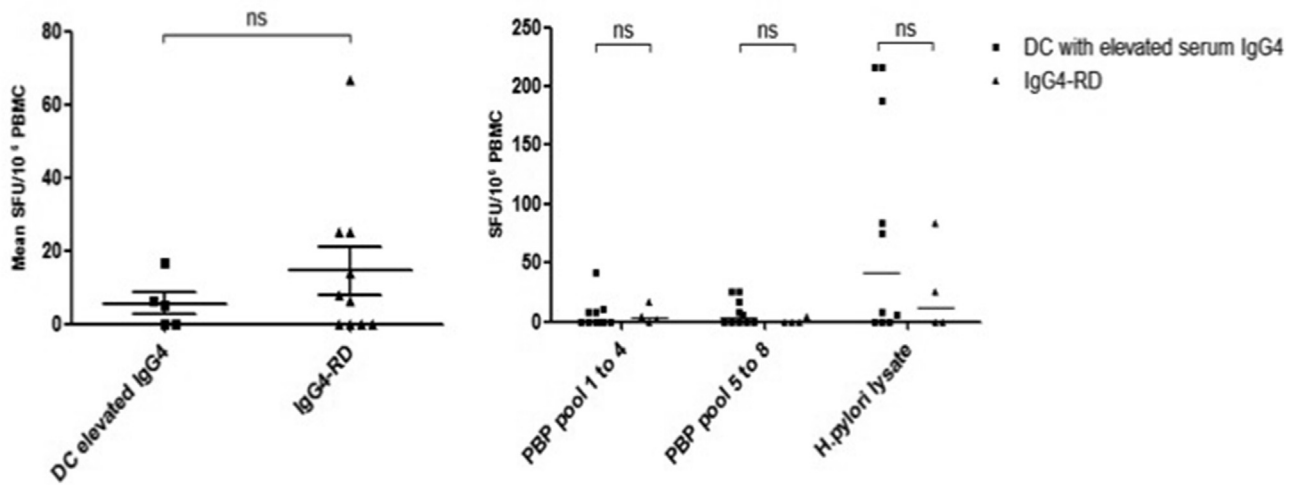 80
60
40
20
0
Mean SFU/10⁶ PBMC
ns
DC elevated IgG4
IgG4-RD
250
200
150
100
50
0
SFU/10⁶ PBMC
ns
ns
ns
PBP pool 1 to 4
PBP pool 5 to 8
H.pylori lysate
DC with elevated serum IgG4
IgG4-RD